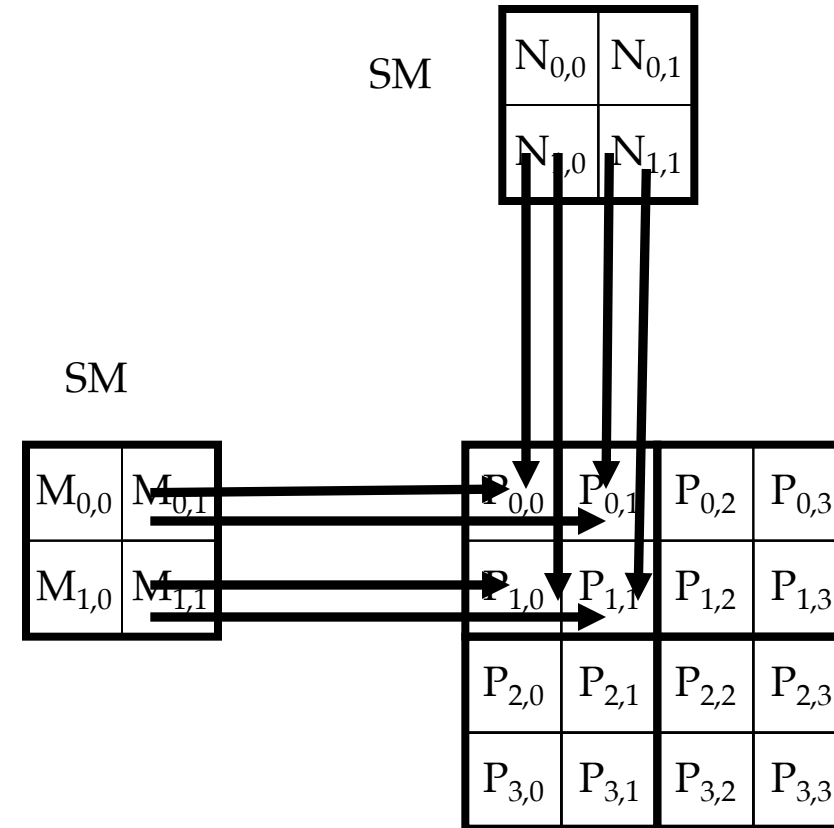 SM
N0,0 N0,1
N1,0 N1,1
SM
M0,0 M0,1
M1,0 M1,1
P0,0 P0,1 P0,2 P0,3
P1,0 P1,1 P1,2 P1,3
P2,0 P2,1 P2,2 P2,3
P3,0 P3,1 P3,2 P3,3